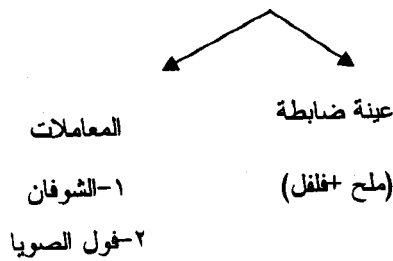 عينة ضابطة
المعاملات
(ملح +فلفل)
١-الشوفان
٢-فول الصويا